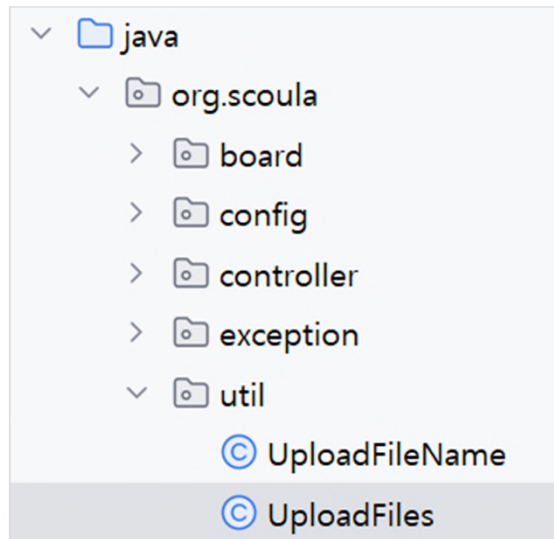 java
org.scoula
board
config
controller
exception
util
UploadFileName
UploadFiles